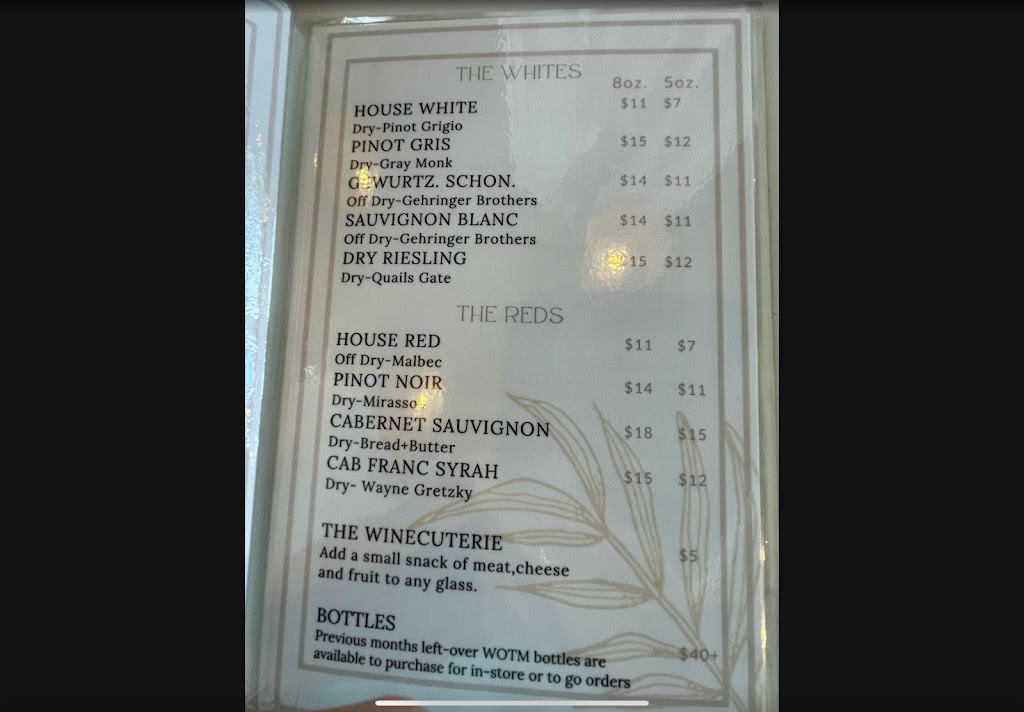 THE WHITES
8oz. 5oz.
HOUSE WHITE $11 $7
Dry-Pinot Grigio
PINOT GRIS $15 $12
Dry-Gray Monk
GEWURTZ. SCHON. $14 $11
Off Dry-Gehringer Brothers
SAUVIGNON BLANC $14 $11
Off Dry-Gehringer Brothers
DRY RIESLING $15 $12
Dry-Quails Gate
THE REDS
HOUSE RED $11 $7
Off Dry-Malbec
PINOT NOIR $14 $11
Dry-Mirasso
CABERNET SAUVIGNON $18 $15
Dry-Bread+Butter
CAB FRANC SYRAH $15 $12
Dry- Wayne Gretzky
THE WINECUTERIE
Add a small snack of meat,cheese $5
and fruit to any glass.
BOTTLES
Previous months left-over WOTM bottles are $40+
available to purchase for in-store or to go orders